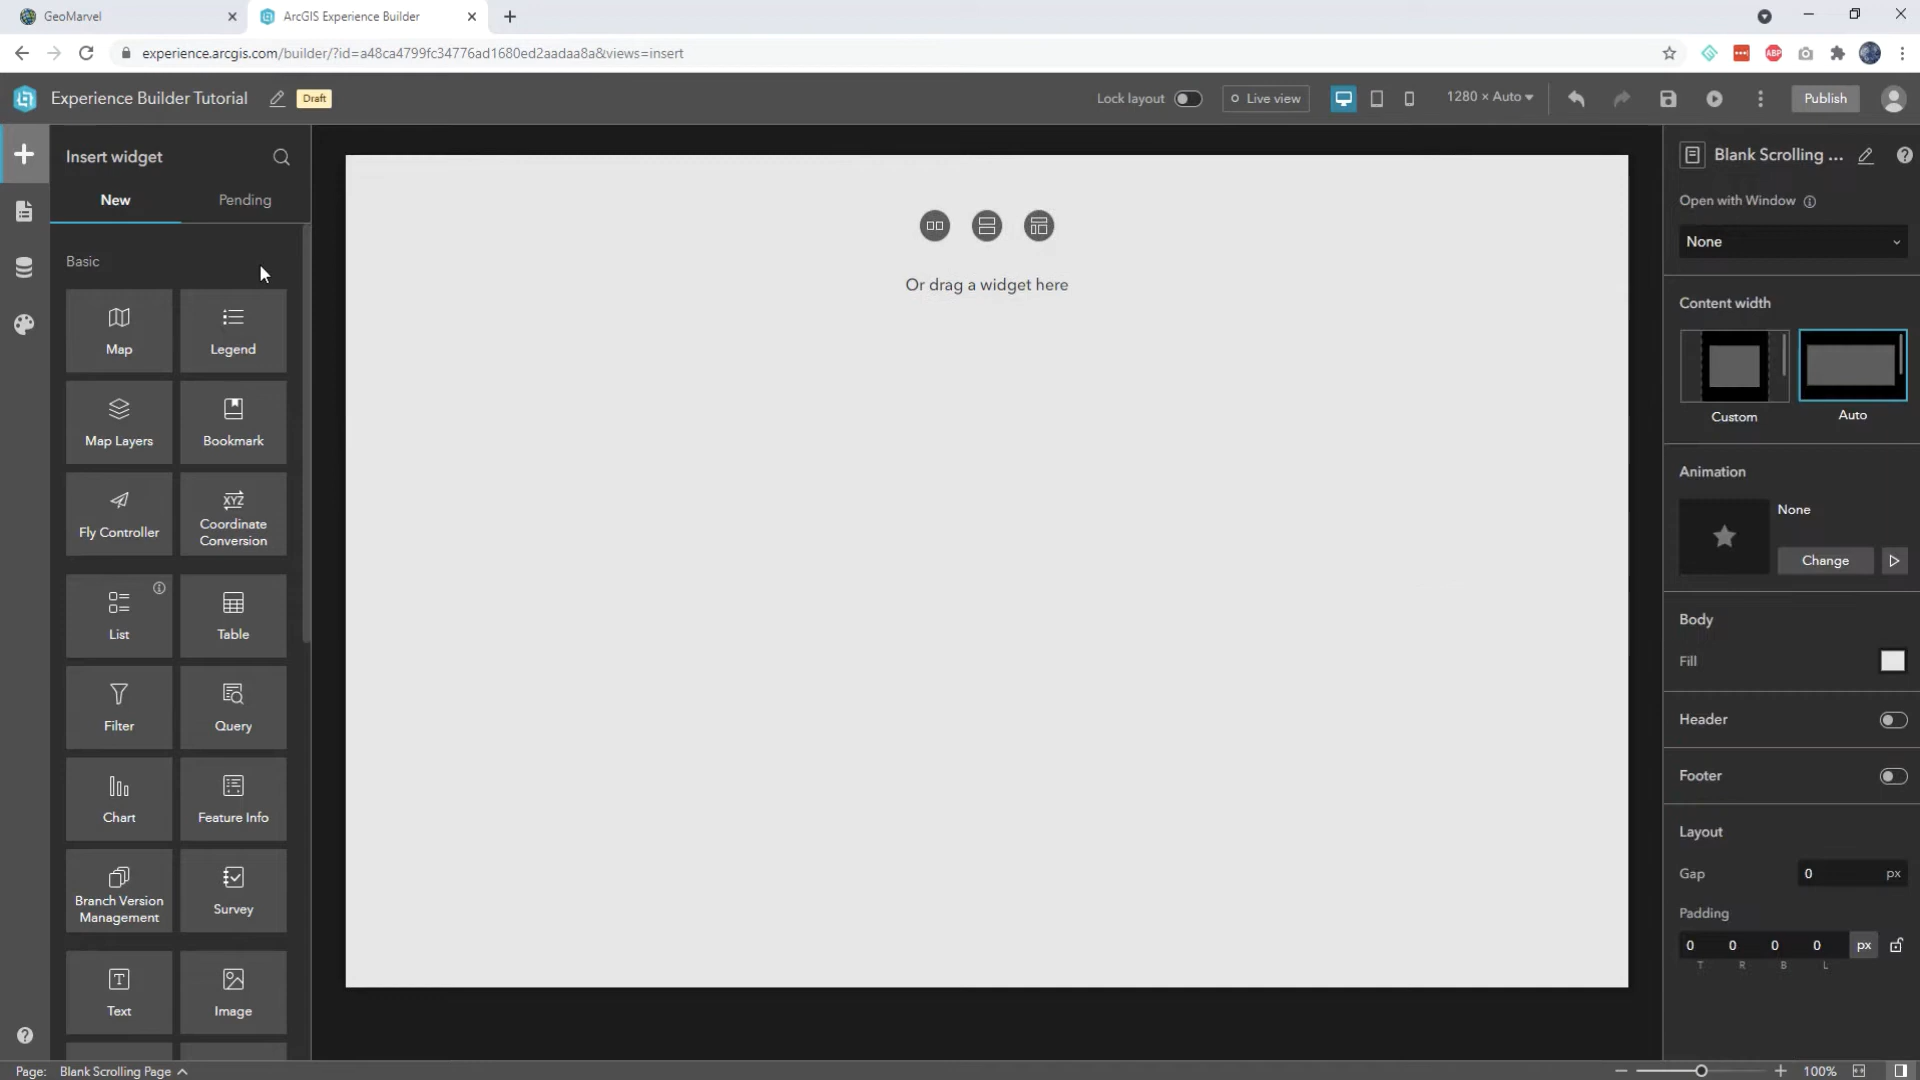 GeoMarvel
ArcGIS Experience Builder
experience.arcgis.com/builder/?id=a48ca4799fc34776ad1680ed2aadaa8a&views=insert
ABP
Experience Builder Tutorial
Draft
Lock layout
Live view
1280 × Auto
Publish
Insert widget
New
Pending
Basic
Map
Legend
Map Layers
Bookmark
Fly Controller
XYZ
Coordinate
Conversion
List
Table
Filter
Query
Chart
Feature Info
Branch Version
Management
Survey
Text
Image
Or drag a widget here
Blank Scrolling ...
Open with Window
None
Content width
Custom
Auto
Animation
None
Change
Body
Fill
Header
Footer
Layout
Gap
0 px
Padding
0 0 0 0 px
T R B L
Page: Blank Scrolling Page
100%